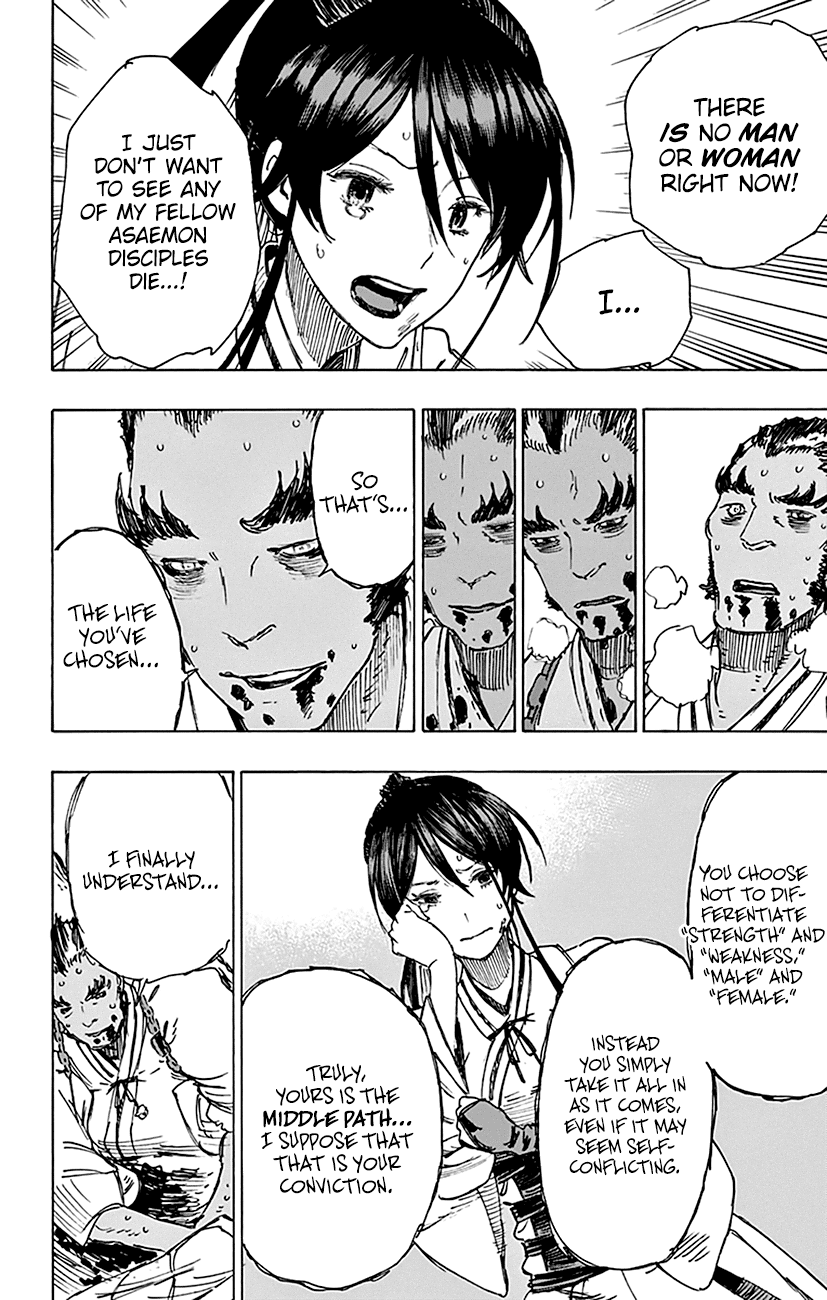 THERE
IS NO MAN
OR WOMAN
RIGHT NOW!
I...
I JUST
DON'T WANT
TO SEE ANY
OF MY FELLOW
ASAEMON
DISCIPLES
DIE...!
SO
THAT'S...
THE LIFE
YOU'VE
CHOSEN...
YOU CHOOSE
NOT TO DIF-
FERENTIATE
"STRENGTH" AND
"WEAKNESS,"
"MALE" AND
"FEMALE."
INSTEAD
YOU SIMPLY
TAKE IT ALL IN
AS IT COMES,
EVEN IF IT MAY
SEEM SELF-
CONFLICTING.
TRULY,
YOURS IS THE
MIDDLE PATH...
I SUPPOSE THAT
THAT IS YOUR
CONVICTION.
I FINALLY
UNDERSTAND...